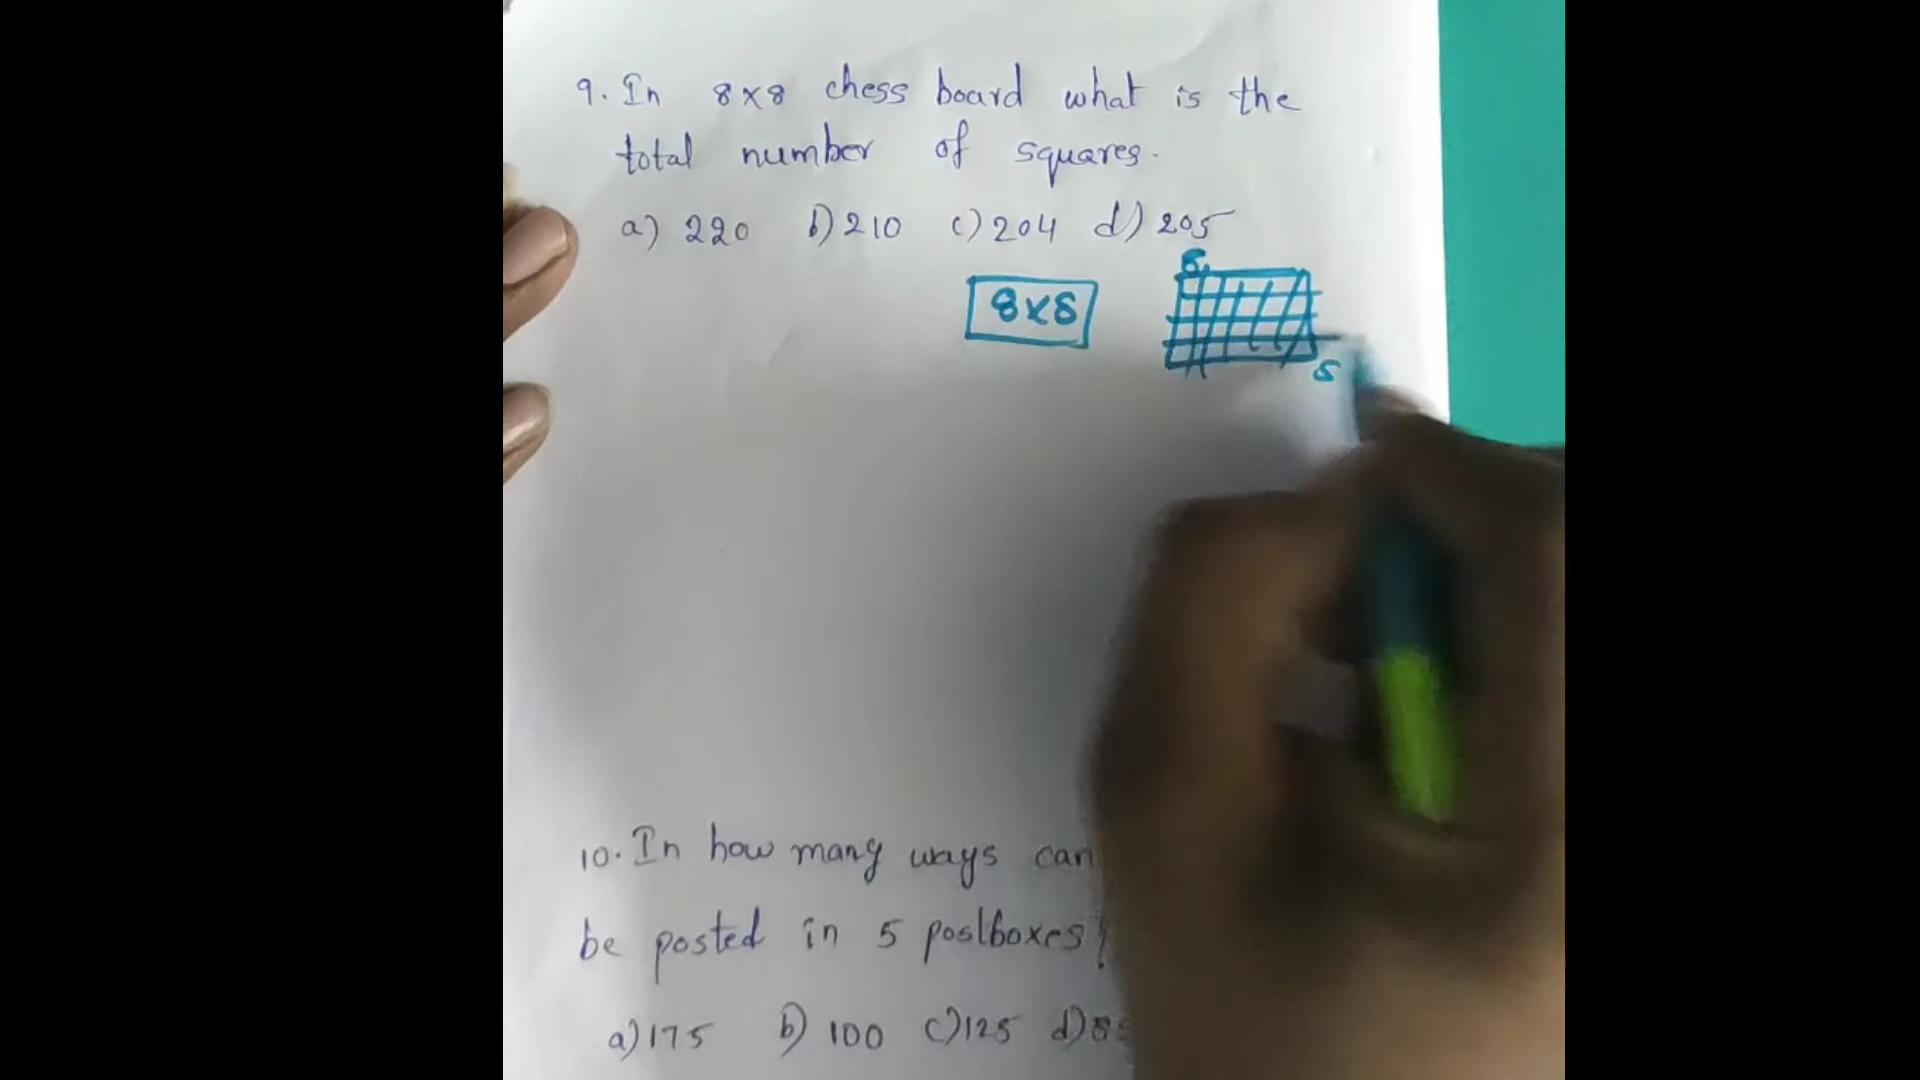 9. In 8x8 chess board what is the
total number of squares.
a) 220 b) 210 c) 204 d) 205
8x8
8
8
10. In how many ways can
be posted in 5 postboxes?
a) 175 b) 100 c) 125 d)